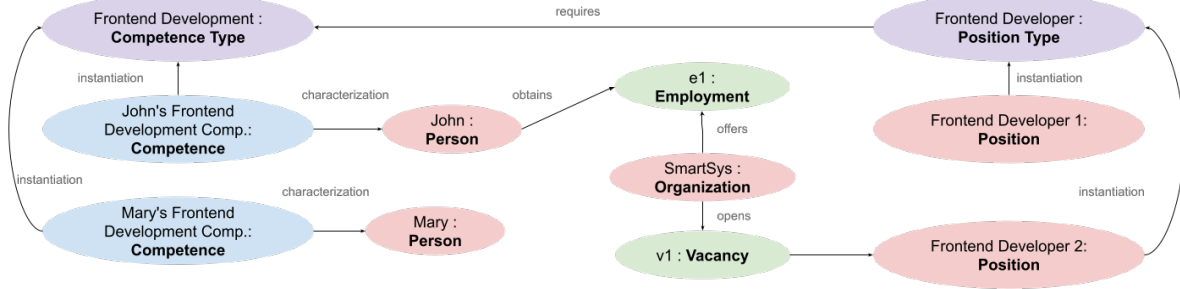 requires
Frontend Development :
Competence Type
Frontend Developer :
Position Type
instantiation
characterization
obtains
e1 :
Employment
instantiation
John's Frontend
Development Comp.:
Competence
John :
Person
offers
Frontend Developer 1:
Position
instantiation
characterization
SmartSys :
Organization
instantiation
Mary's Frontend
Development Comp.:
Competence
Mary :
Person
opens
v1 : Vacancy
Frontend Developer 2:
Position